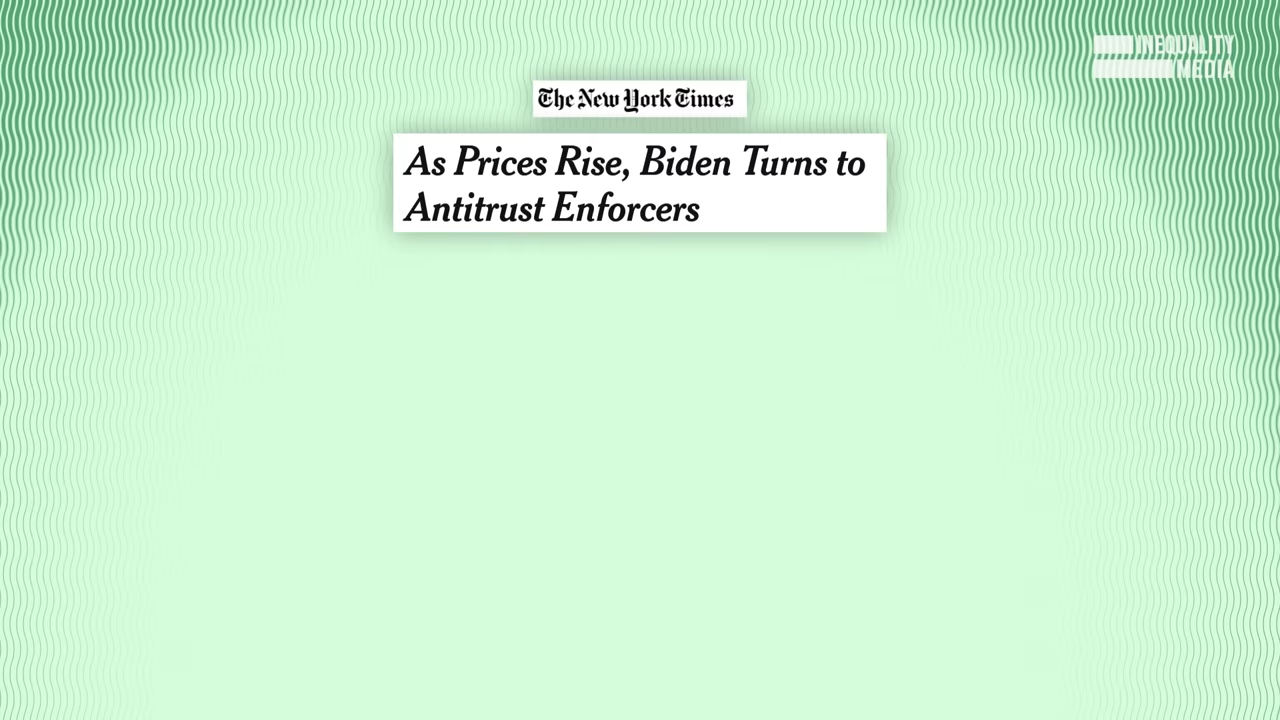 INEQUALITY
MEDIA
The New York Times
As Prices Rise, Biden Turns to
Antitrust Enforcers